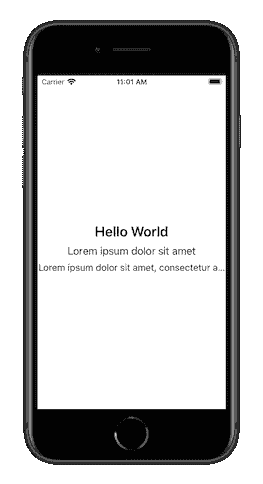 Carrier 11:01 AM
Hello World
Lorem ipsum dolor sit amet
Lorem ipsum dolor sit amet, consectetur a...